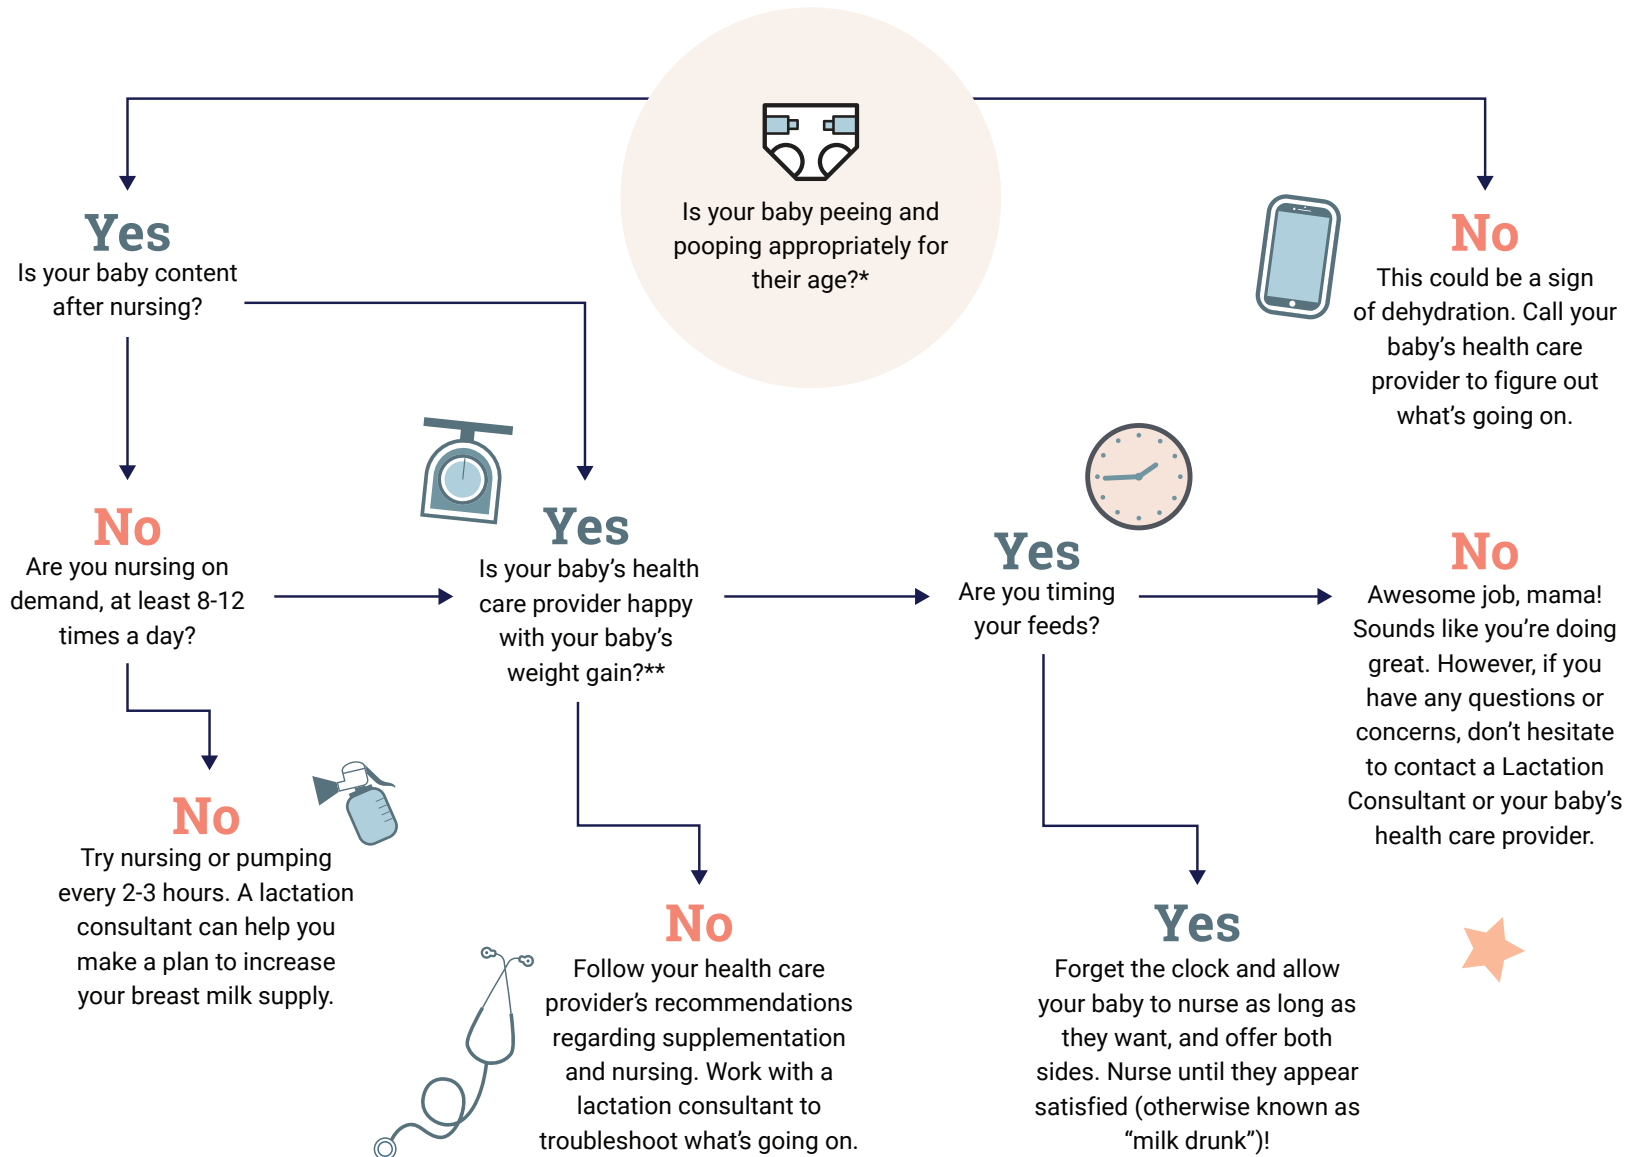 Is your baby peeing and
pooping appropriately for
their age?*
Yes
Is your baby content
after nursing?
No
This could be a sign
of dehydration. Call your
baby’s health care
provider to figure out
what’s going on.
No
Are you nursing on
demand, at least 8-12
times a day?
Yes
Is your baby’s health
care provider happy
with your baby’s
weight gain?**
Yes
Are you timing
your feeds?
No
Awesome job, mama!
Sounds like you’re doing
great. However, if you
have any questions or
concerns, don’t hesitate
to contact a Lactation
Consultant or your baby’s
health care provider.
No
Try nursing or pumping
every 2-3 hours. A lactation
consultant can help you
make a plan to increase
your breast milk supply.
No
Follow your health care
provider’s recommendations
regarding supplementation
and nursing. Work with a
lactation consultant to
troubleshoot what’s going on.
Yes
Forget the clock and allow
your baby to nurse as long as
they want, and offer both
sides. Nurse until they appear
satisfied (otherwise known as
“milk drunk”)!